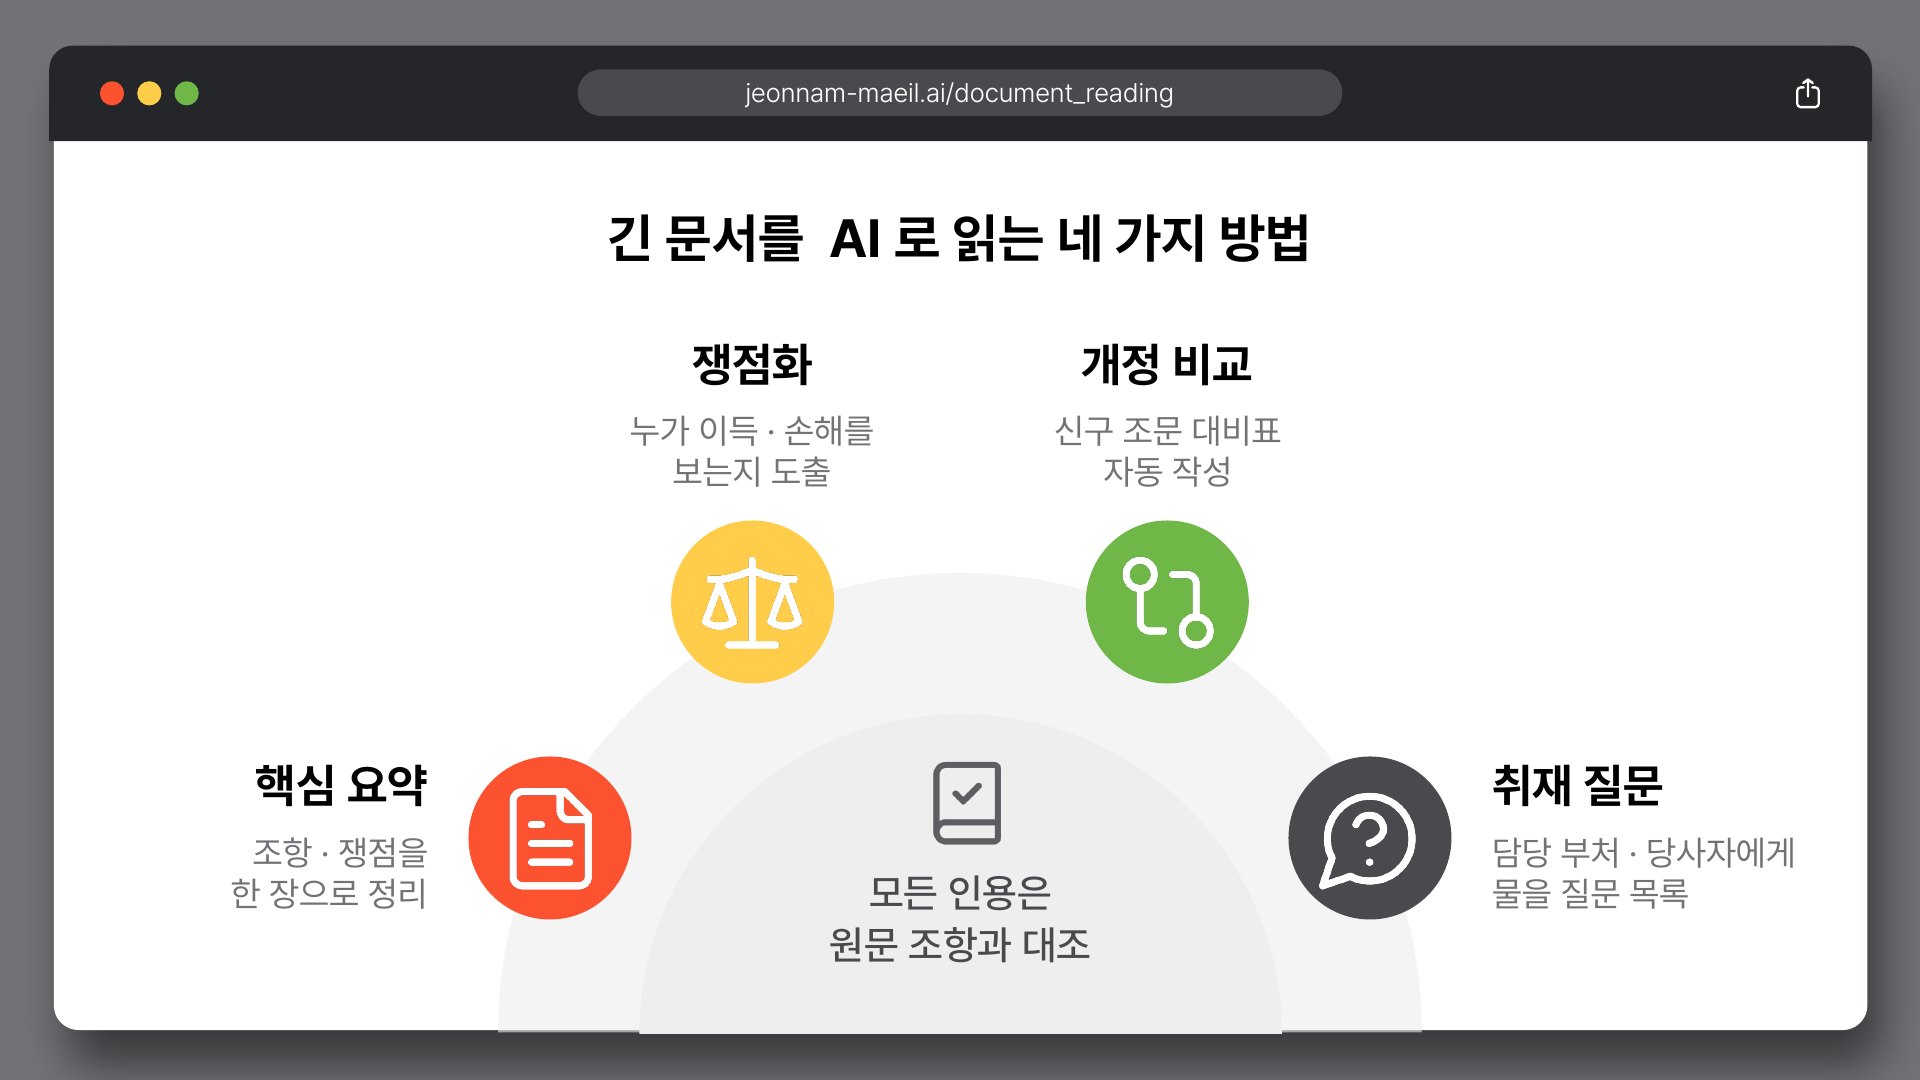 jeonnam-maeil.ai/document_reading
긴 문서를 AI 로 읽는 네 가지 방법
쟁점화
누가 이득 · 손해를
보는지 도출
개정 비교
신구 조문 대비표
자동 작성
핵심 요약
조항 · 쟁점을
한 장으로 정리
모든 인용은
원문 조항과 대조
취재 질문
담당 부처 · 당사자에게
물을 질문 목록